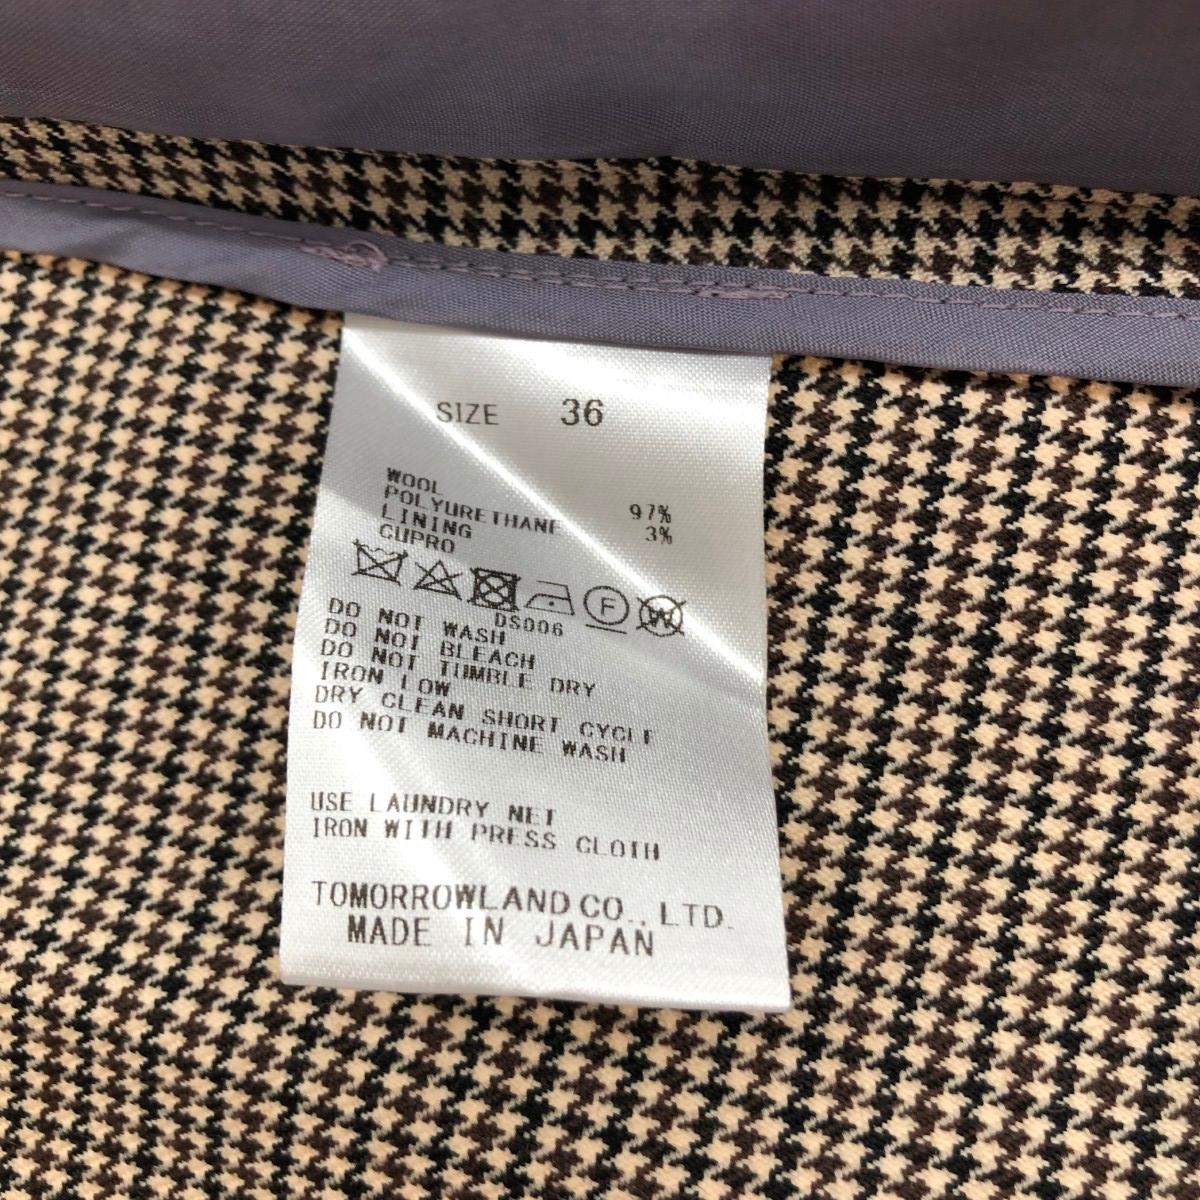 SIZE 36
WOOL 97%
POLYURETHANE 3%
LINING
CUPRO
F W
DS006
DO NOT WASH
DO NOT BLEACH
DO NOT TUMBLE DRY
IRON LOW
DRY CLEAN SHORT CYCLE
DO NOT MACHINE WASH
USE LAUNDRY NET
IRON WITH PRESS CLOTH
TOMORROWLAND CO., LTD.
MADE IN JAPAN